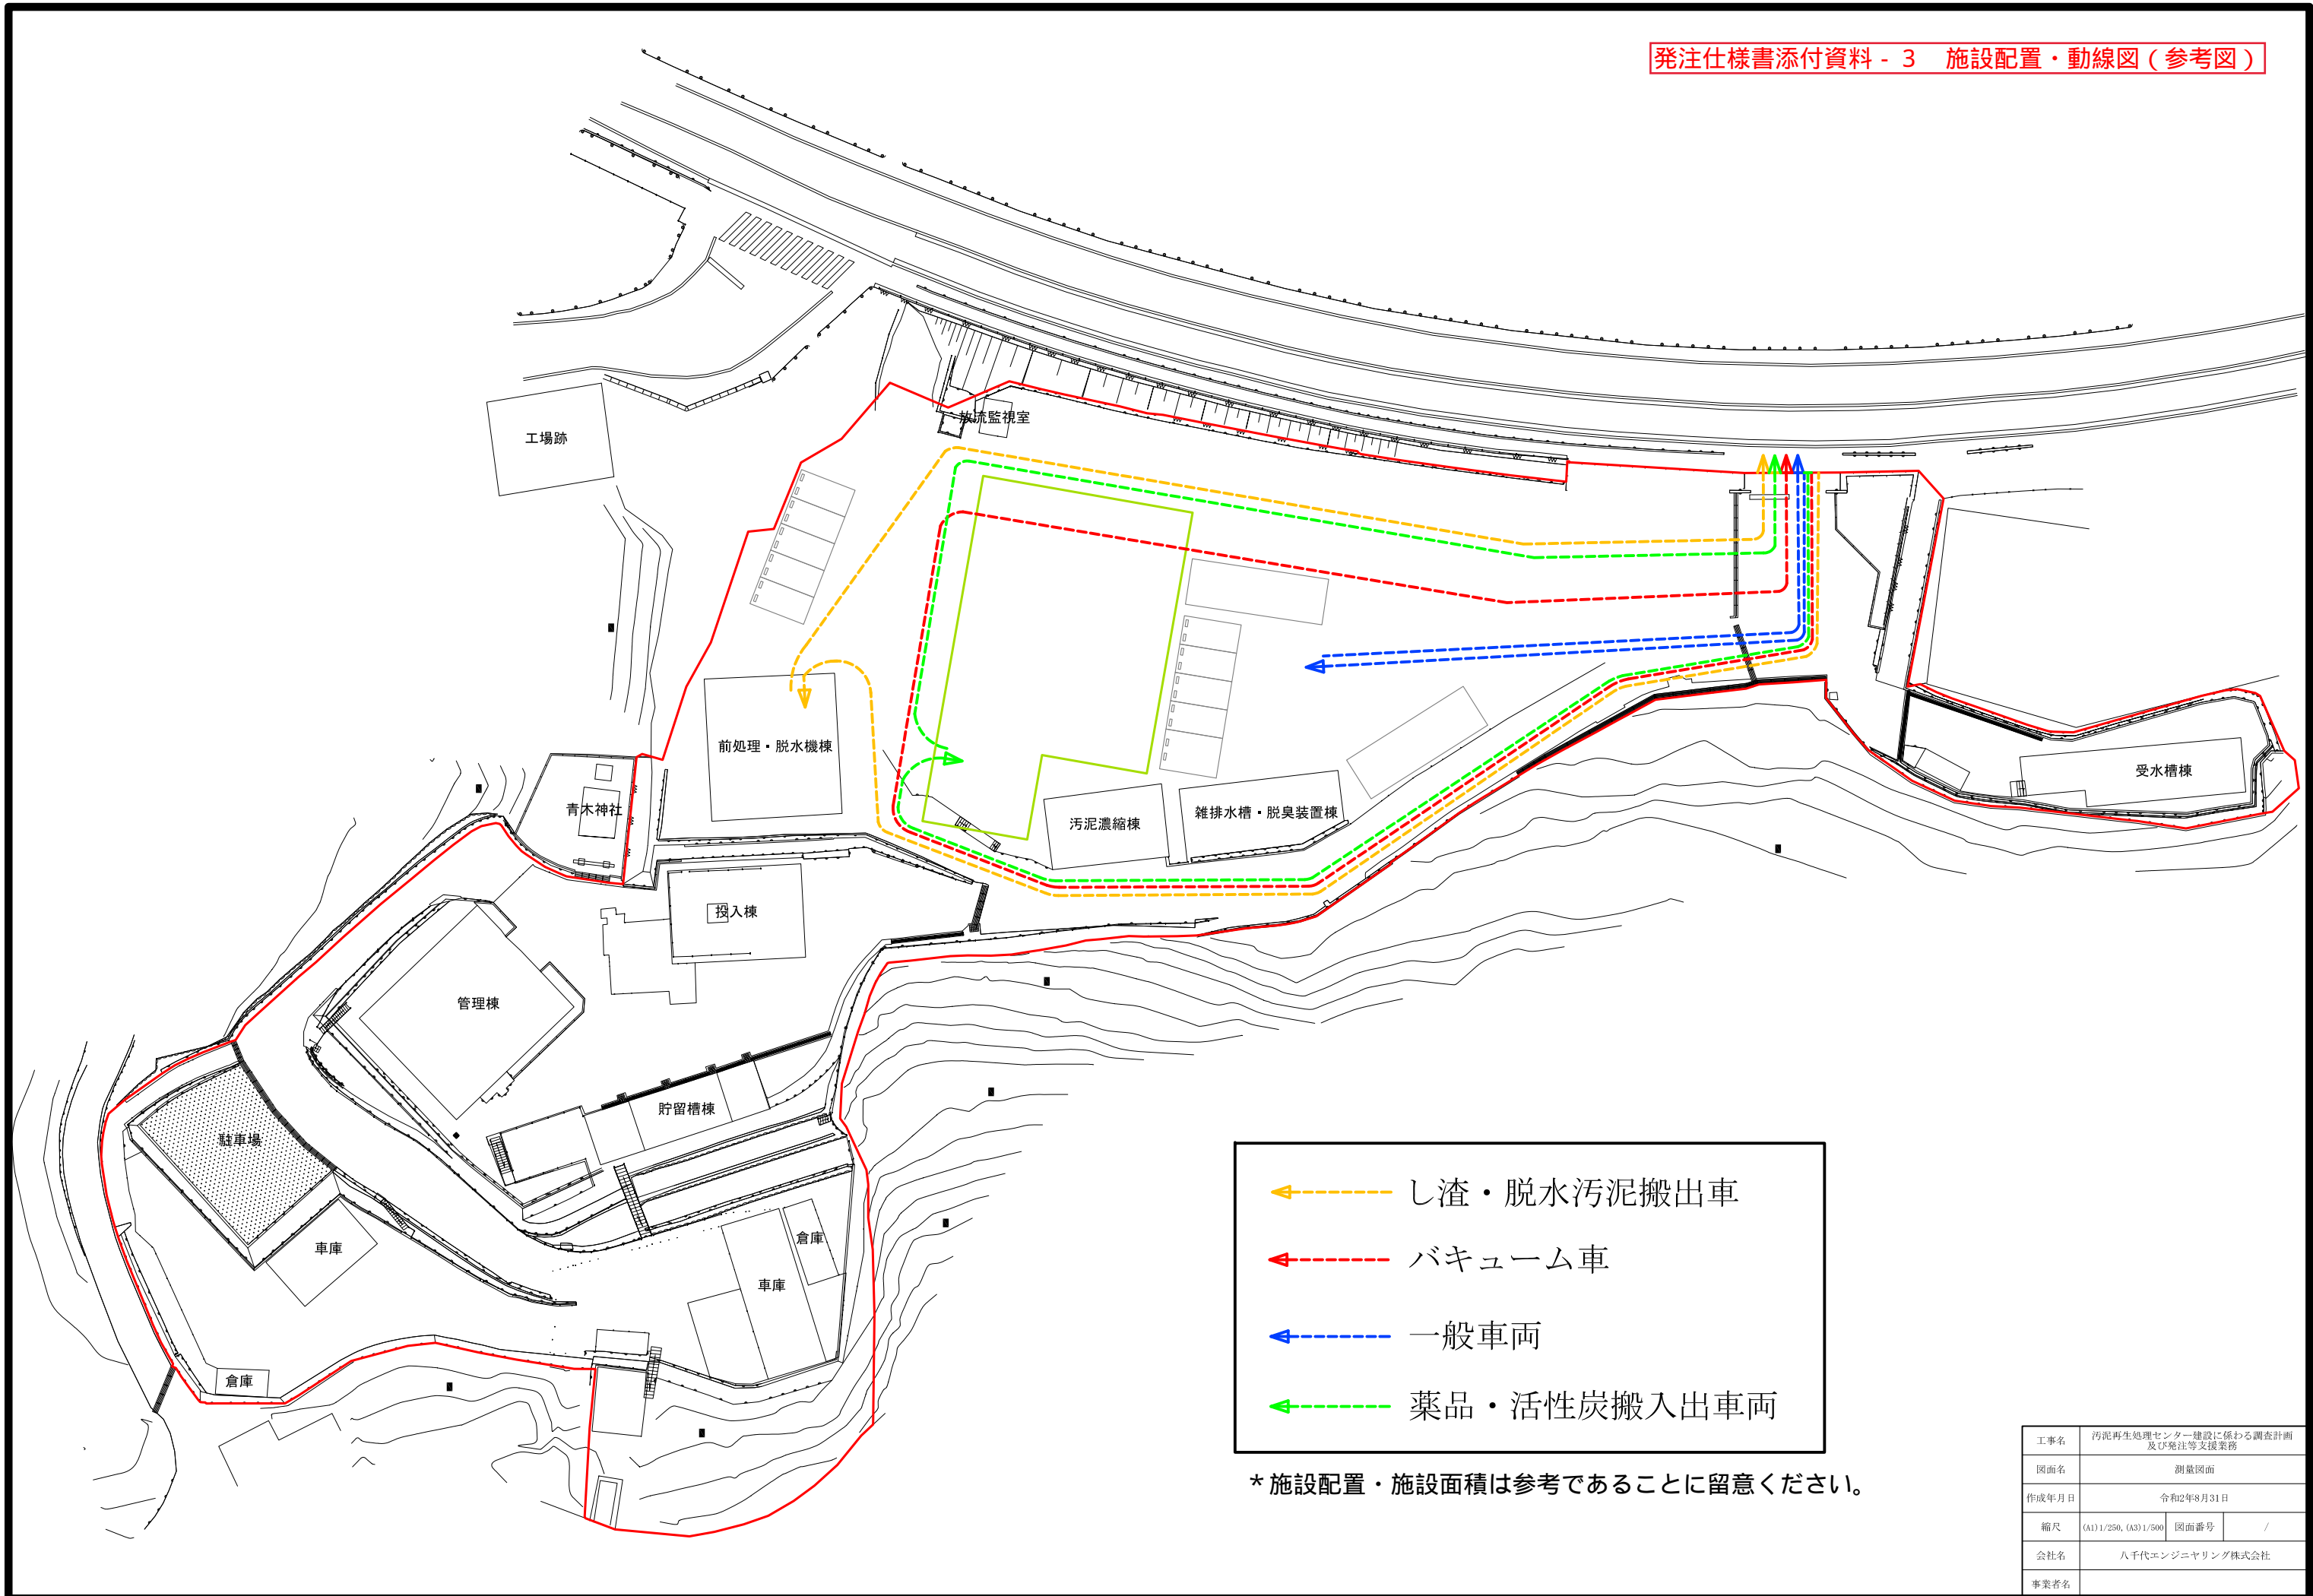 発注仕様書添付資料 - 3　施設配置・動線図 ( 参考図 )
放流監視室
工場跡
前処理・脱水機棟
青木神社
汚泥濃縮棟
雑排水槽・脱臭装置棟
受水槽棟
投入棟
管理棟
貯留槽棟
駐車場
車庫
倉庫
車庫
倉庫
し渣・脱水汚泥搬出車
バキューム車
一般車両
薬品・活性炭搬入出車両
*施設配置・施設面積は参考であることに留意ください。
工事名 汚泥再生処理センター建設に係わる調査計画
及び発注等支援業務
図面名 測量図面
作成年月日 令和2年8月31日
縮尺 (A1)1/250, (A3)1/500 図面番号 /
会社名 八千代エンジニヤリング株式会社
事業者名